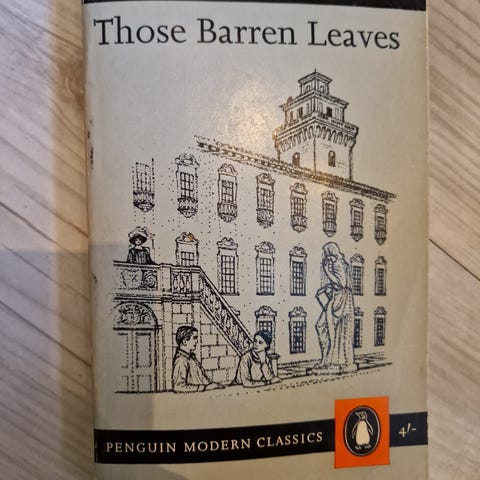 Those Barren Leaves
PENGUIN MODERN CLASSICS
4/-